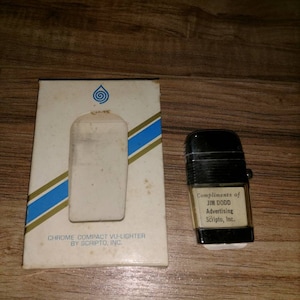 CHROME COMPACT VU-LIGHTER
BY SCRIPTO, INC.
Compliments of
JIM DODD
Advertising
Scripto, Inc.